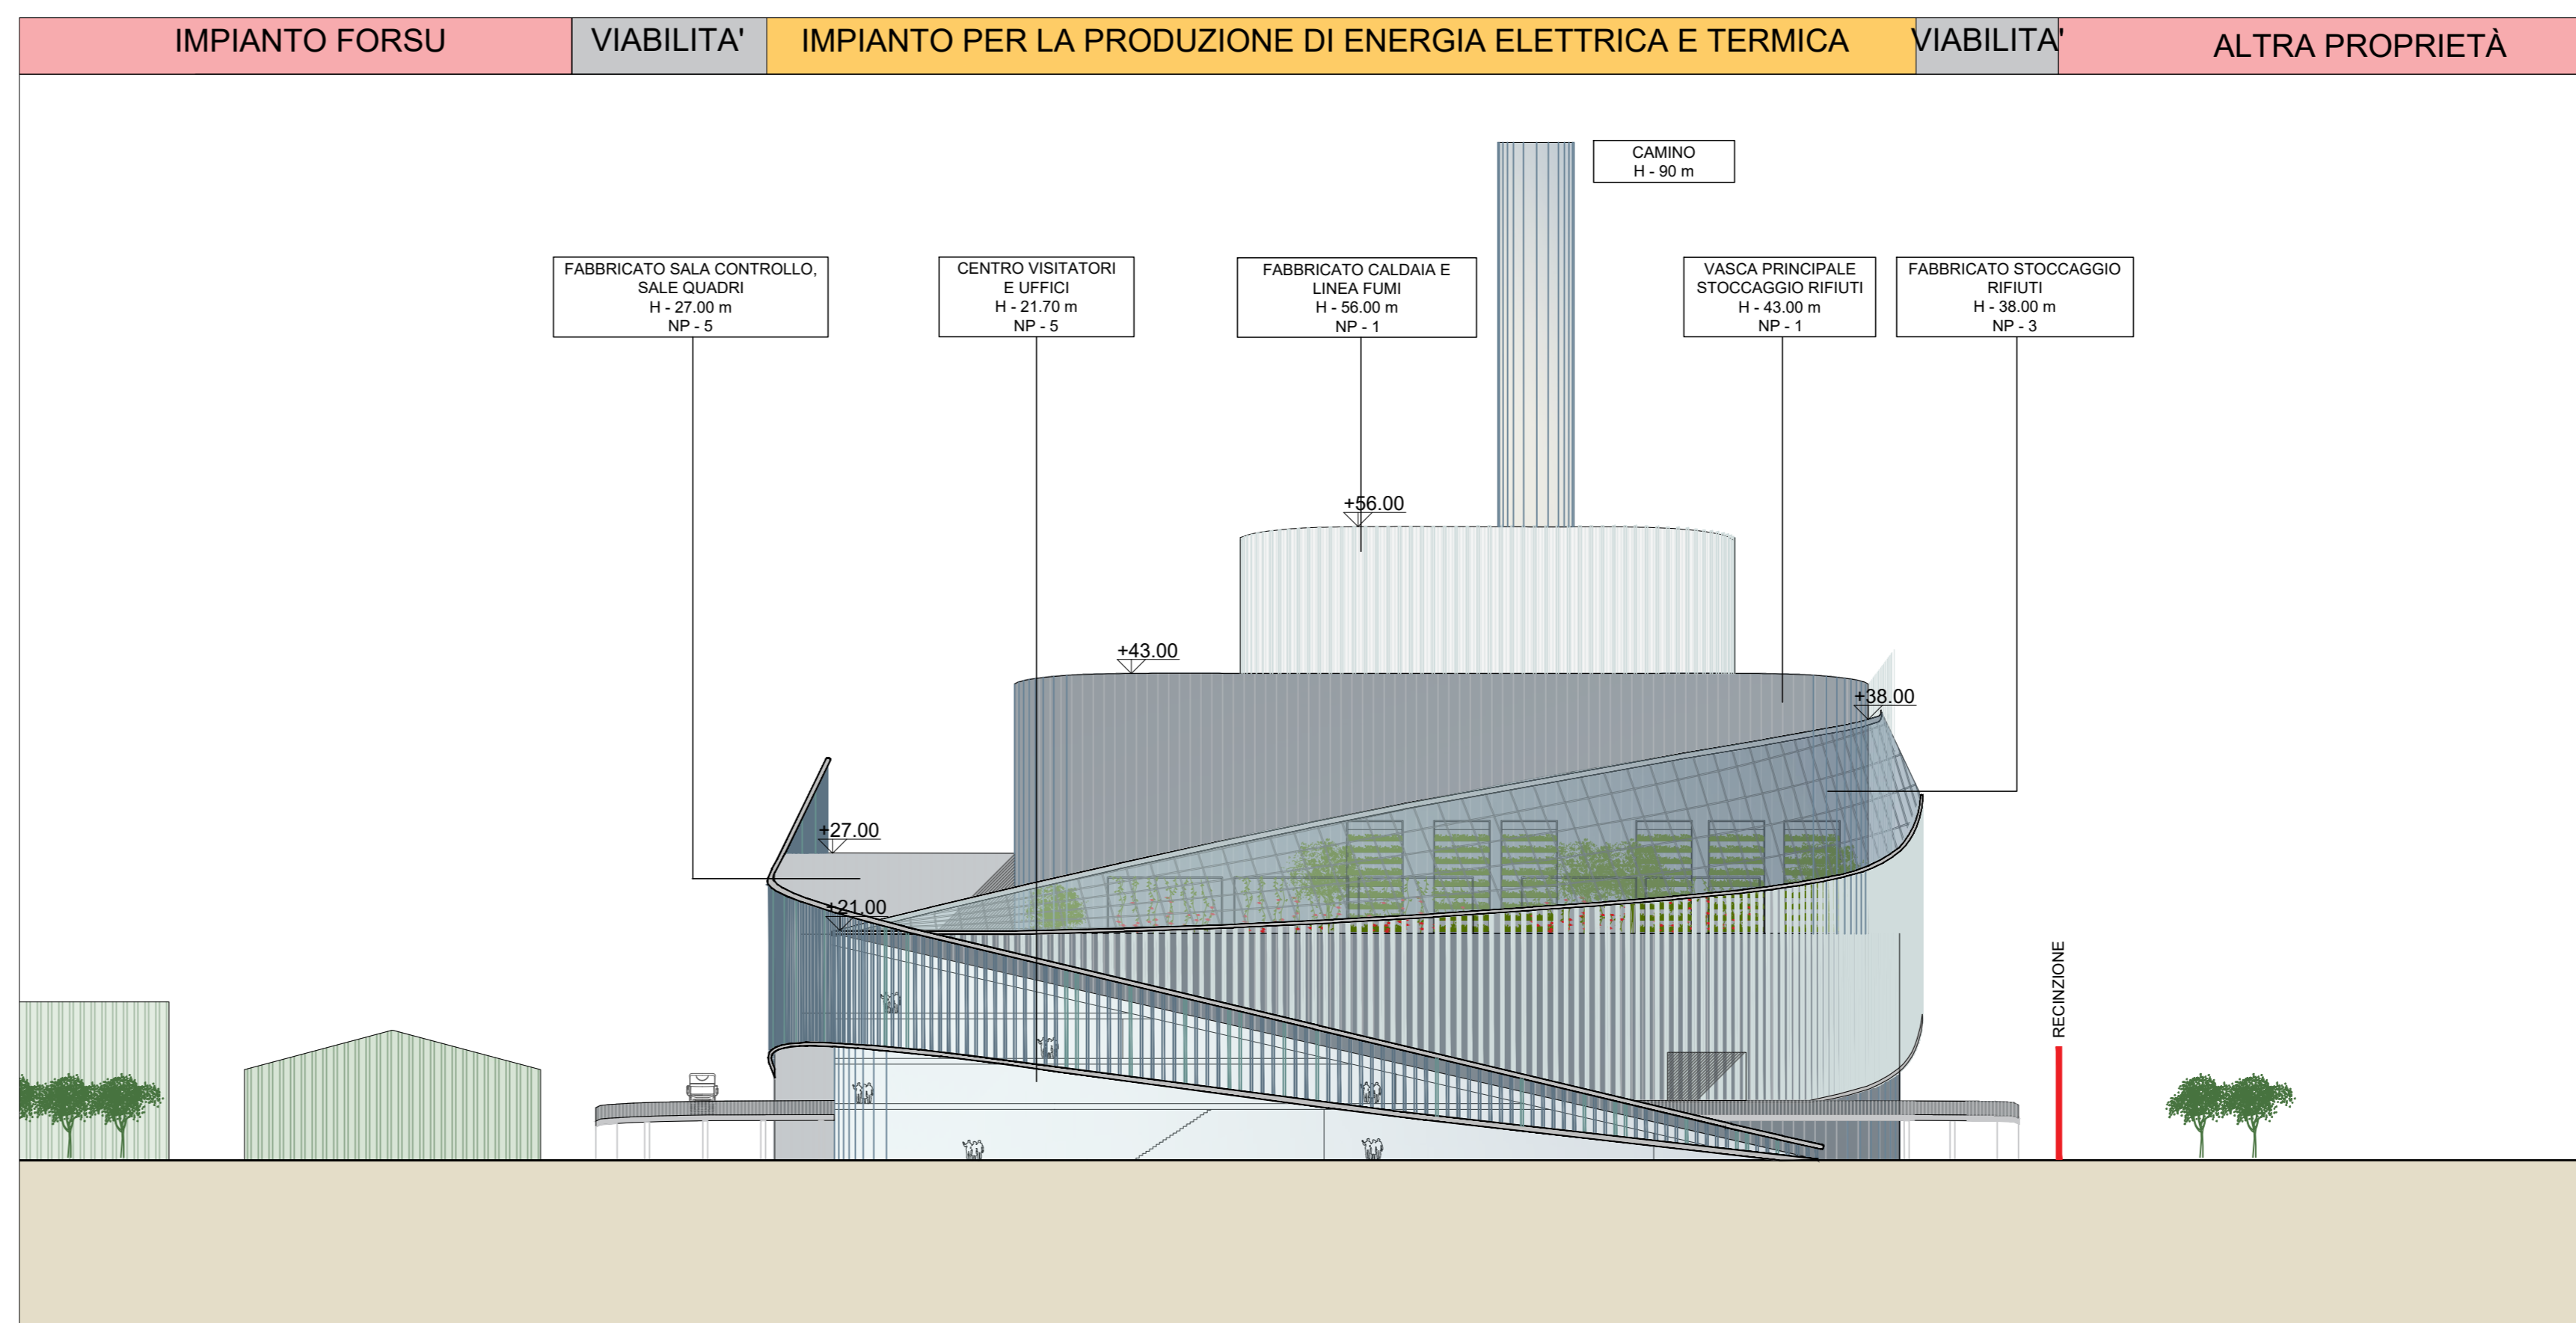 IMPIANTO FORSU
VIABILITA'
IMPIANTO PER LA PRODUZIONE DI ENERGIA ELETTRICA E TERMICA
VIABILITA'
ALTRA PROPRIETÀ
CAMINO
H - 90 m
FABBRICATO SALA CONTROLLO,
SALE QUADRI
H - 27.00 m
NP - 5
CENTRO VISITATORI
E UFFICI
H - 21.70 m
NP - 5
FABBRICATO CALDAIA E
LINEA FUMI
H - 56.00 m
NP - 1
VASCA PRINCIPALE
STOCCAGGIO RIFIUTI
H - 43.00 m
NP - 1
FABBRICATO STOCCAGGIO
RIFIUTI
H - 38.00 m
NP - 3
+56.00
+43.00
+38.00
+27.00
+21.00
RECINZIONE